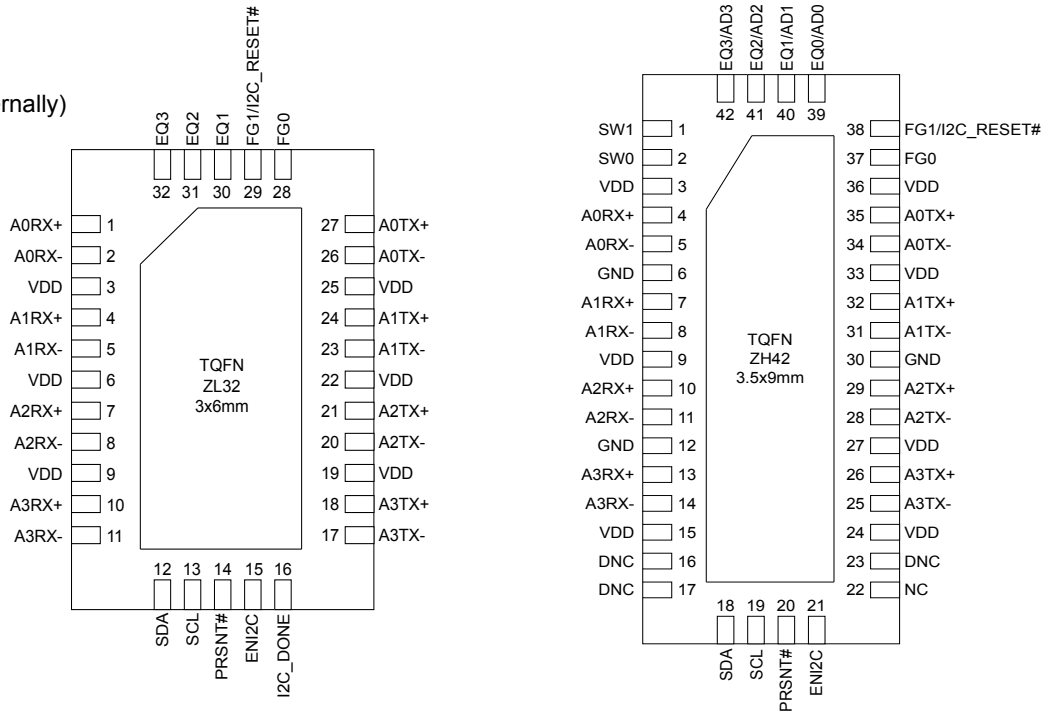 ernally)
EQ3
EQ2
EQ1
FG1/I2C_RESET#
FG0
32 31 30 29 28
A0RX+ 1
A0RX- 2
VDD 3
A1RX+ 4
A1RX- 5
VDD 6
A2RX+ 7
A2RX- 8
VDD 9
A3RX+ 10
A3RX- 11
TQFN
ZL32
3x6mm
27 A0TX+
26 A0TX-
25 VDD
24 A1TX+
23 A1TX-
22 VDD
21 A2TX+
20 A2TX-
19 VDD
18 A3TX+
17 A3TX-
12 13 14 15 16
SDA
SCL
PRSNT#
ENI2C
I2C_DONE
EQ3/AD3
EQ2/AD2
EQ1/AD1
EQ0/AD0
42 41 40 39
SW1 1
SW0 2
VDD 3
A0RX+ 4
A0RX- 5
GND 6
A1RX+ 7
A1RX- 8
VDD 9
A2RX+ 10
A2RX- 11
GND 12
A3RX+ 13
A3RX- 14
VDD 15
DNC 16
DNC 17
TQFN
ZH42
3.5x9mm
38 FG1/I2C_RESET#
37 FG0
36 VDD
35 A0TX+
34 A0TX-
33 VDD
32 A1TX+
31 A1TX-
30 GND
29 A2TX+
28 A2TX-
27 VDD
26 A3TX+
25 A3TX-
24 VDD
23 DNC
22 NC
18 19 20 21
SDA
SCL
PRSNT#
ENI2C